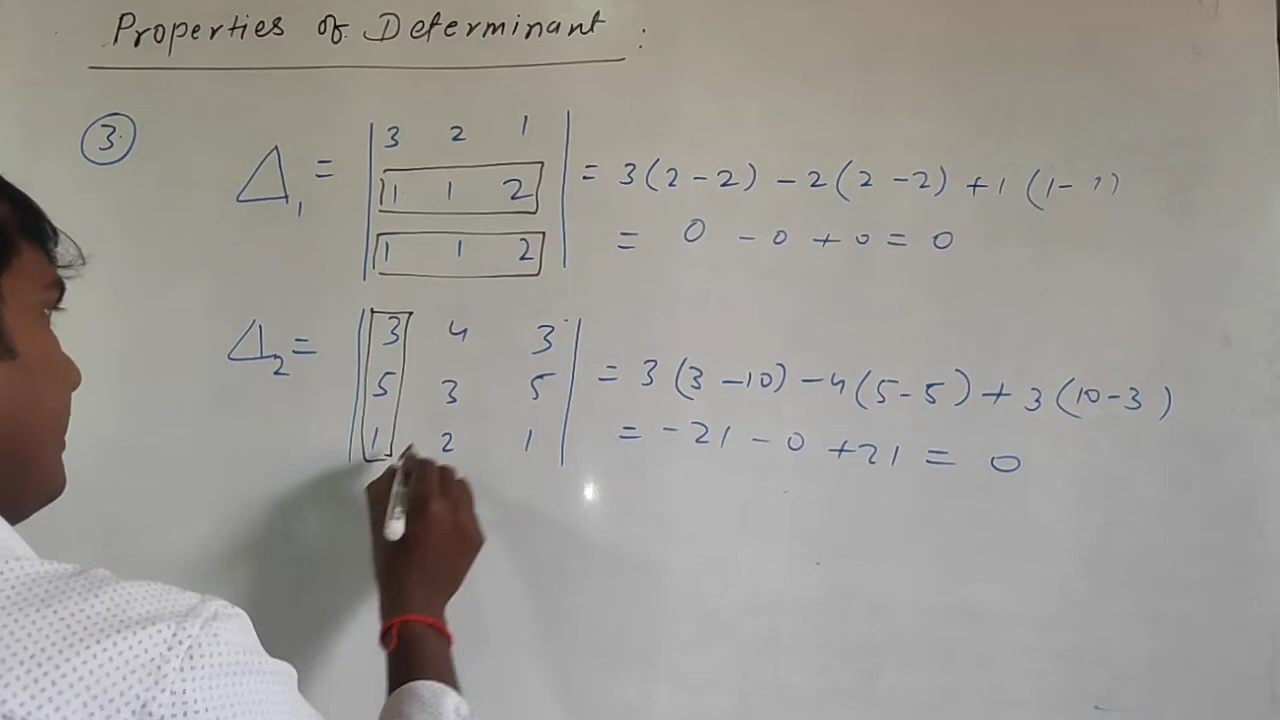 Properties of Determinant :
3.
Δ₁ = | 3 2 1 | = 3(2-2) - 2(2-2) + 1(1-1)
| 1 1 2 | = 0 - 0 + 0 = 0
| 1 1 2 |
Δ₂ = | 3 4 3 | = 3(3-10) - 4(5-5) + 3(10-3)
| 5 3 5 | = -21 - 0 + 21 = 0
| 1 2 1 |